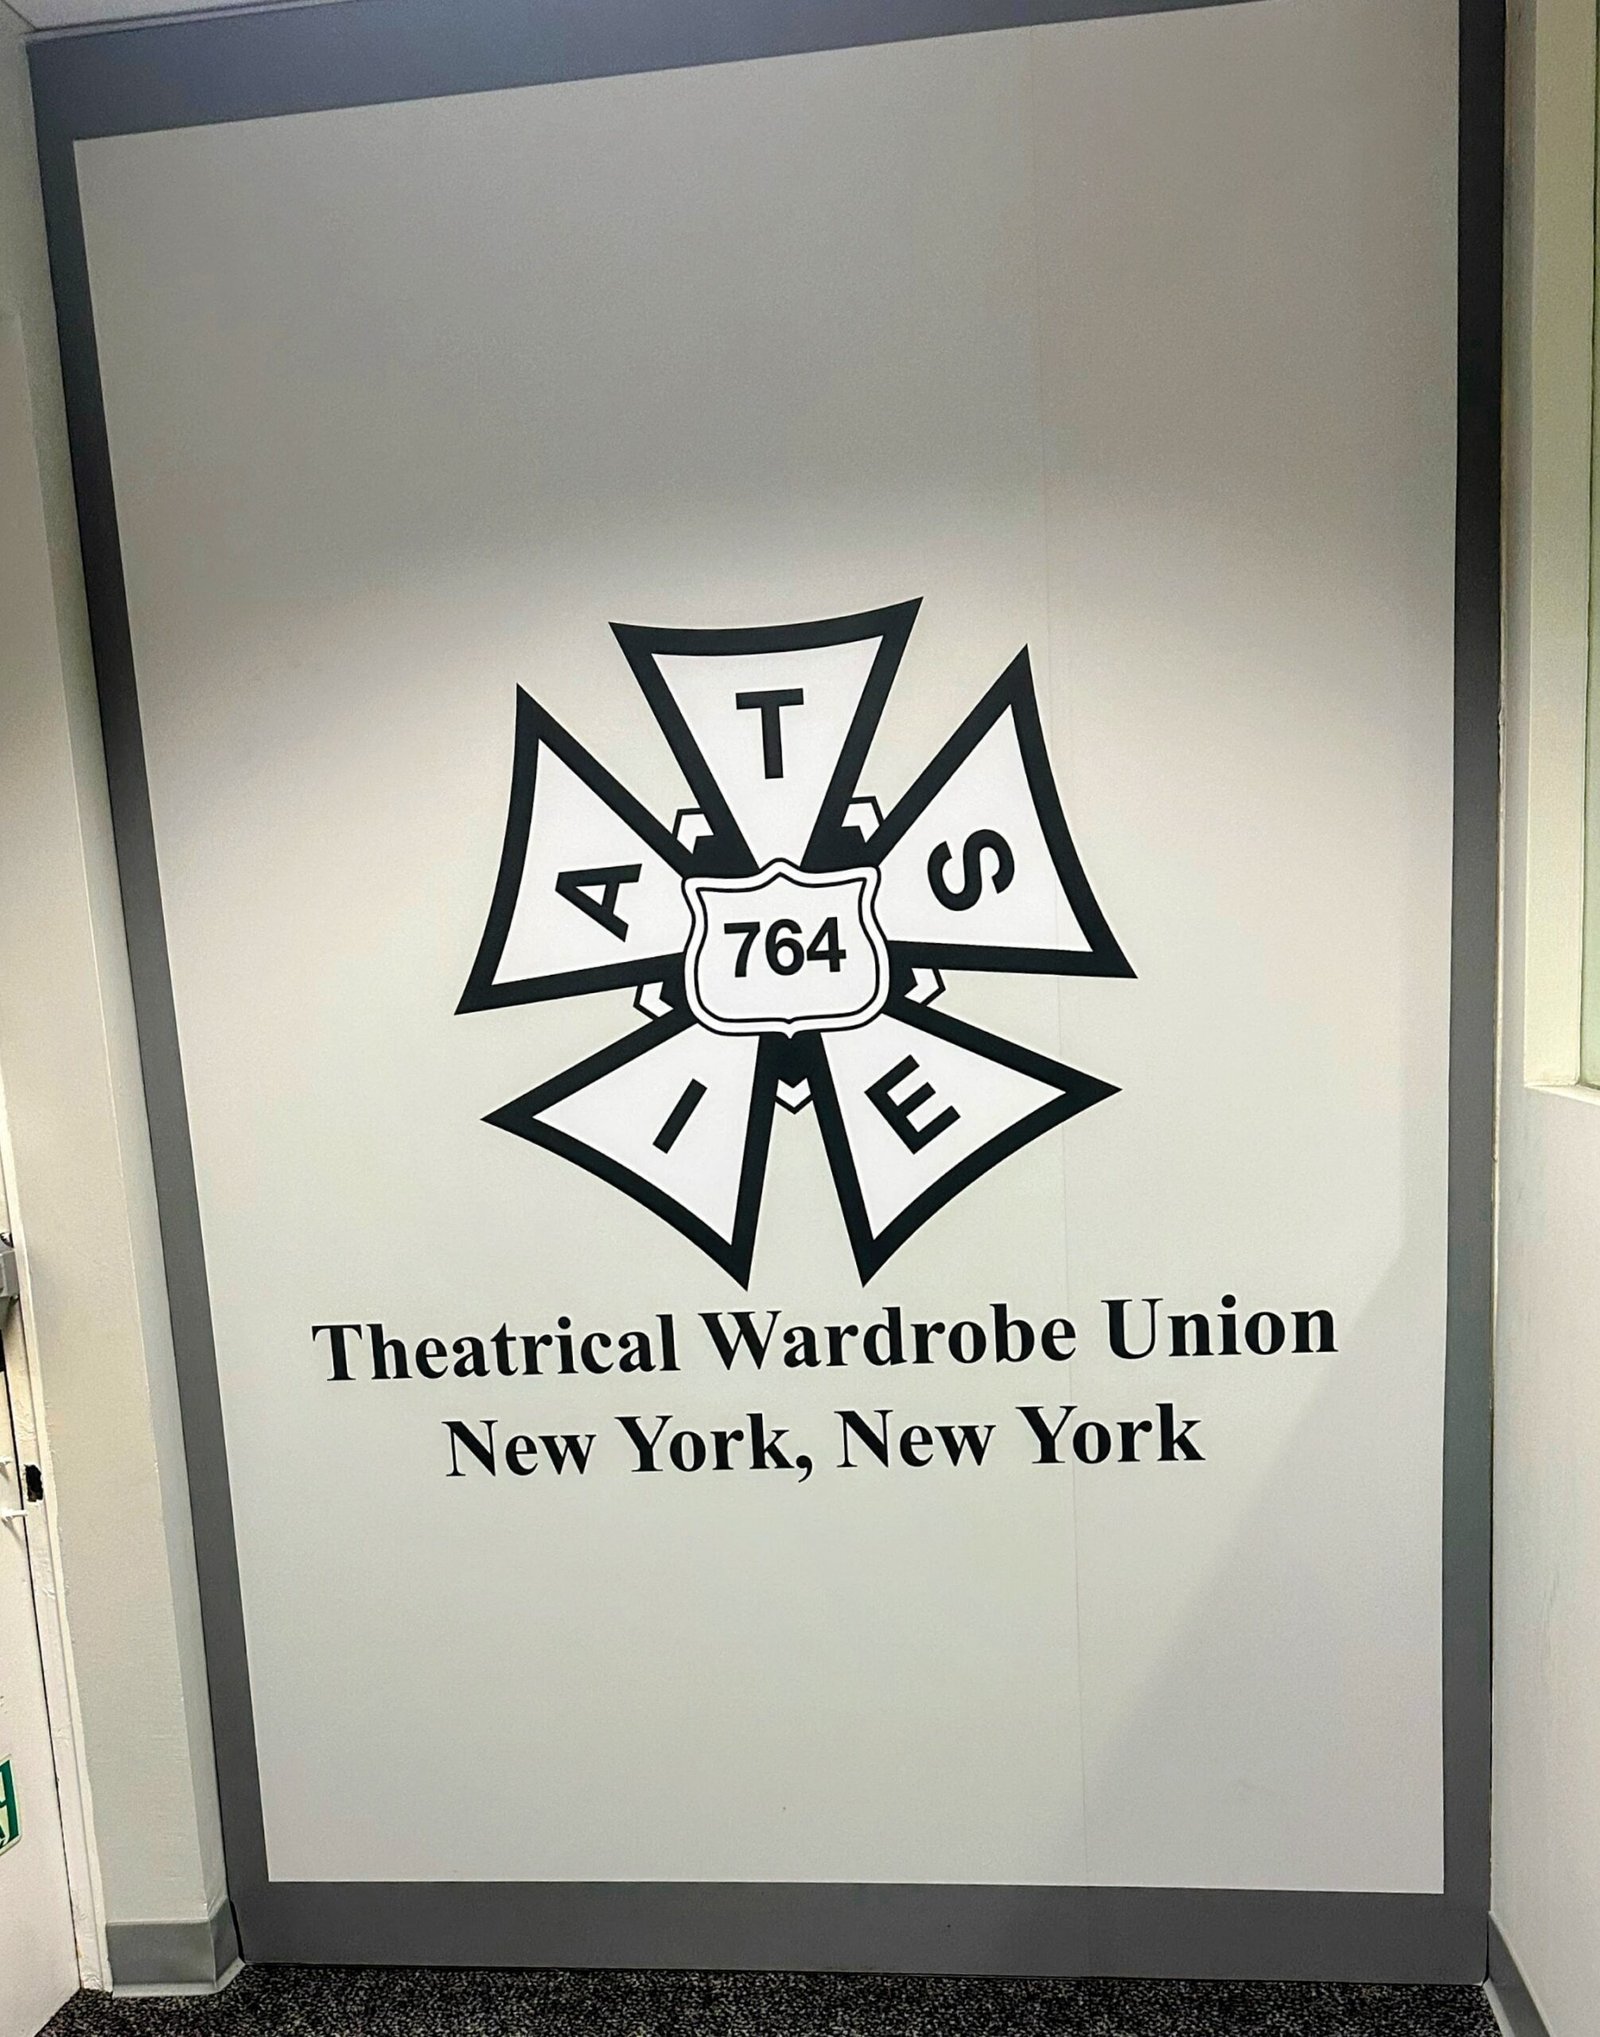 I A T S E
764
Theatrical Wardrobe Union
New York, New York